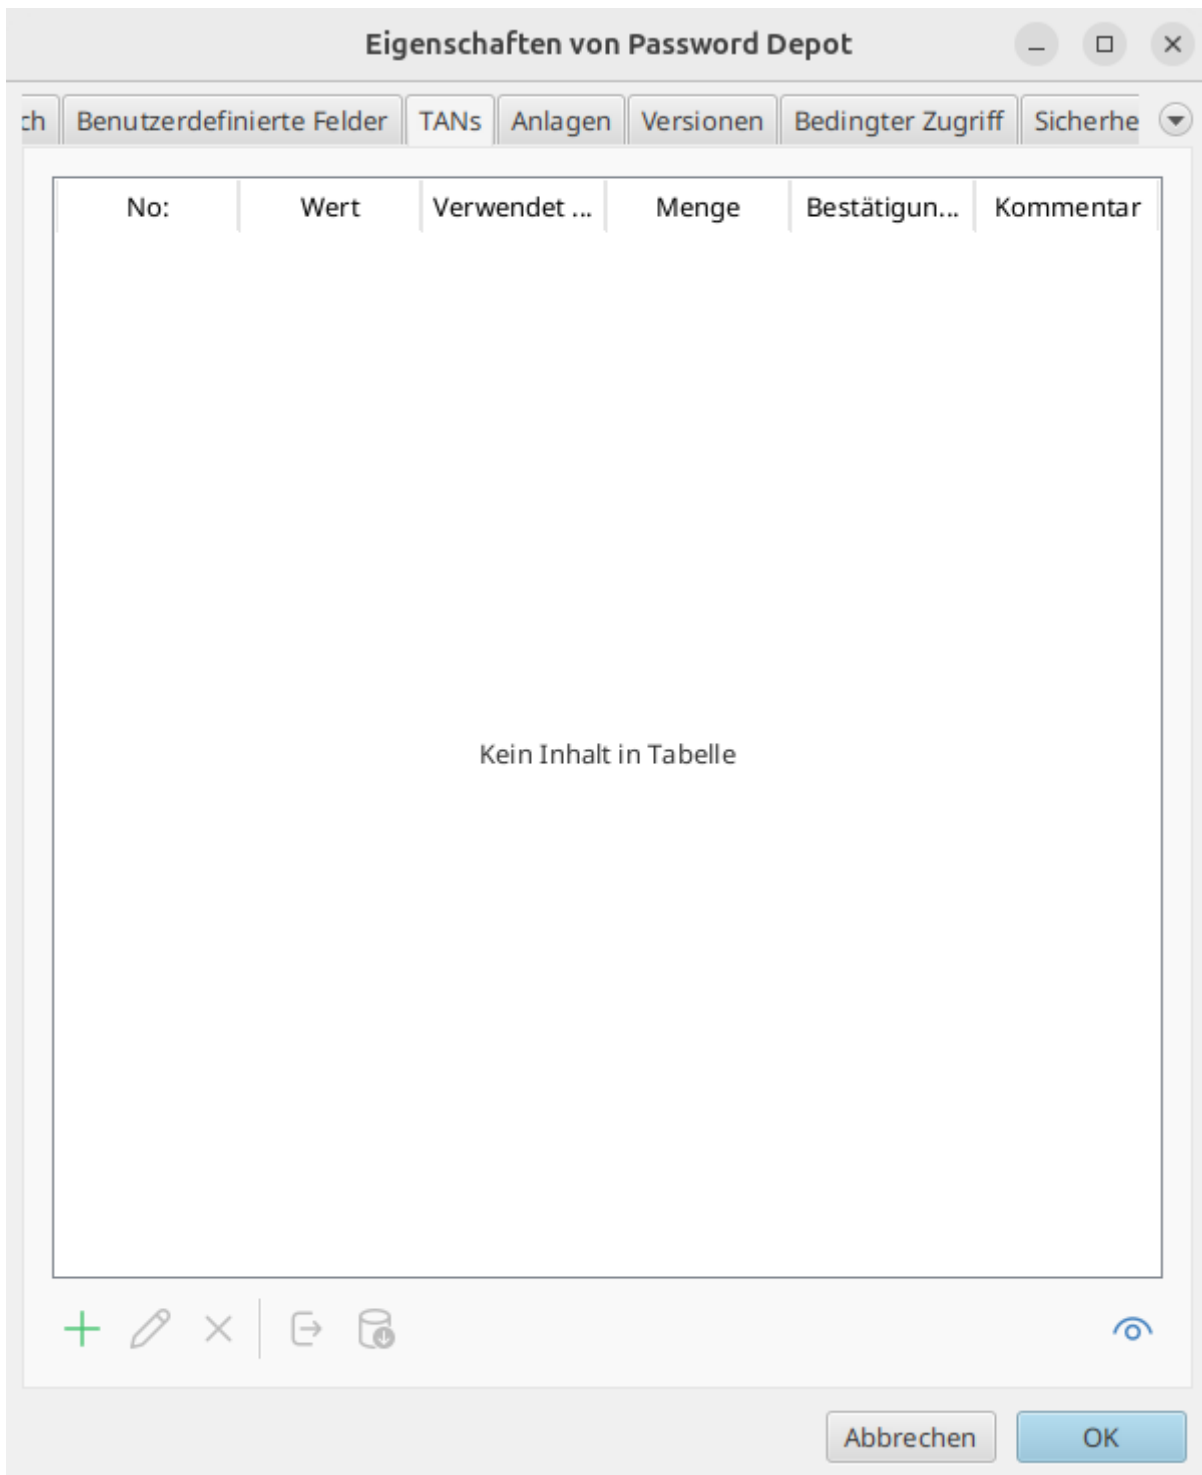 Eigenschaften von Password Depot
ch Benutzerdefinierte Felder TANs Anlagen Versionen Bedingter Zugriff Sicherhe
No: Wert Verwendet ... Menge Bestätigun... Kommentar
Kein Inhalt in Tabelle
Abbrechen OK